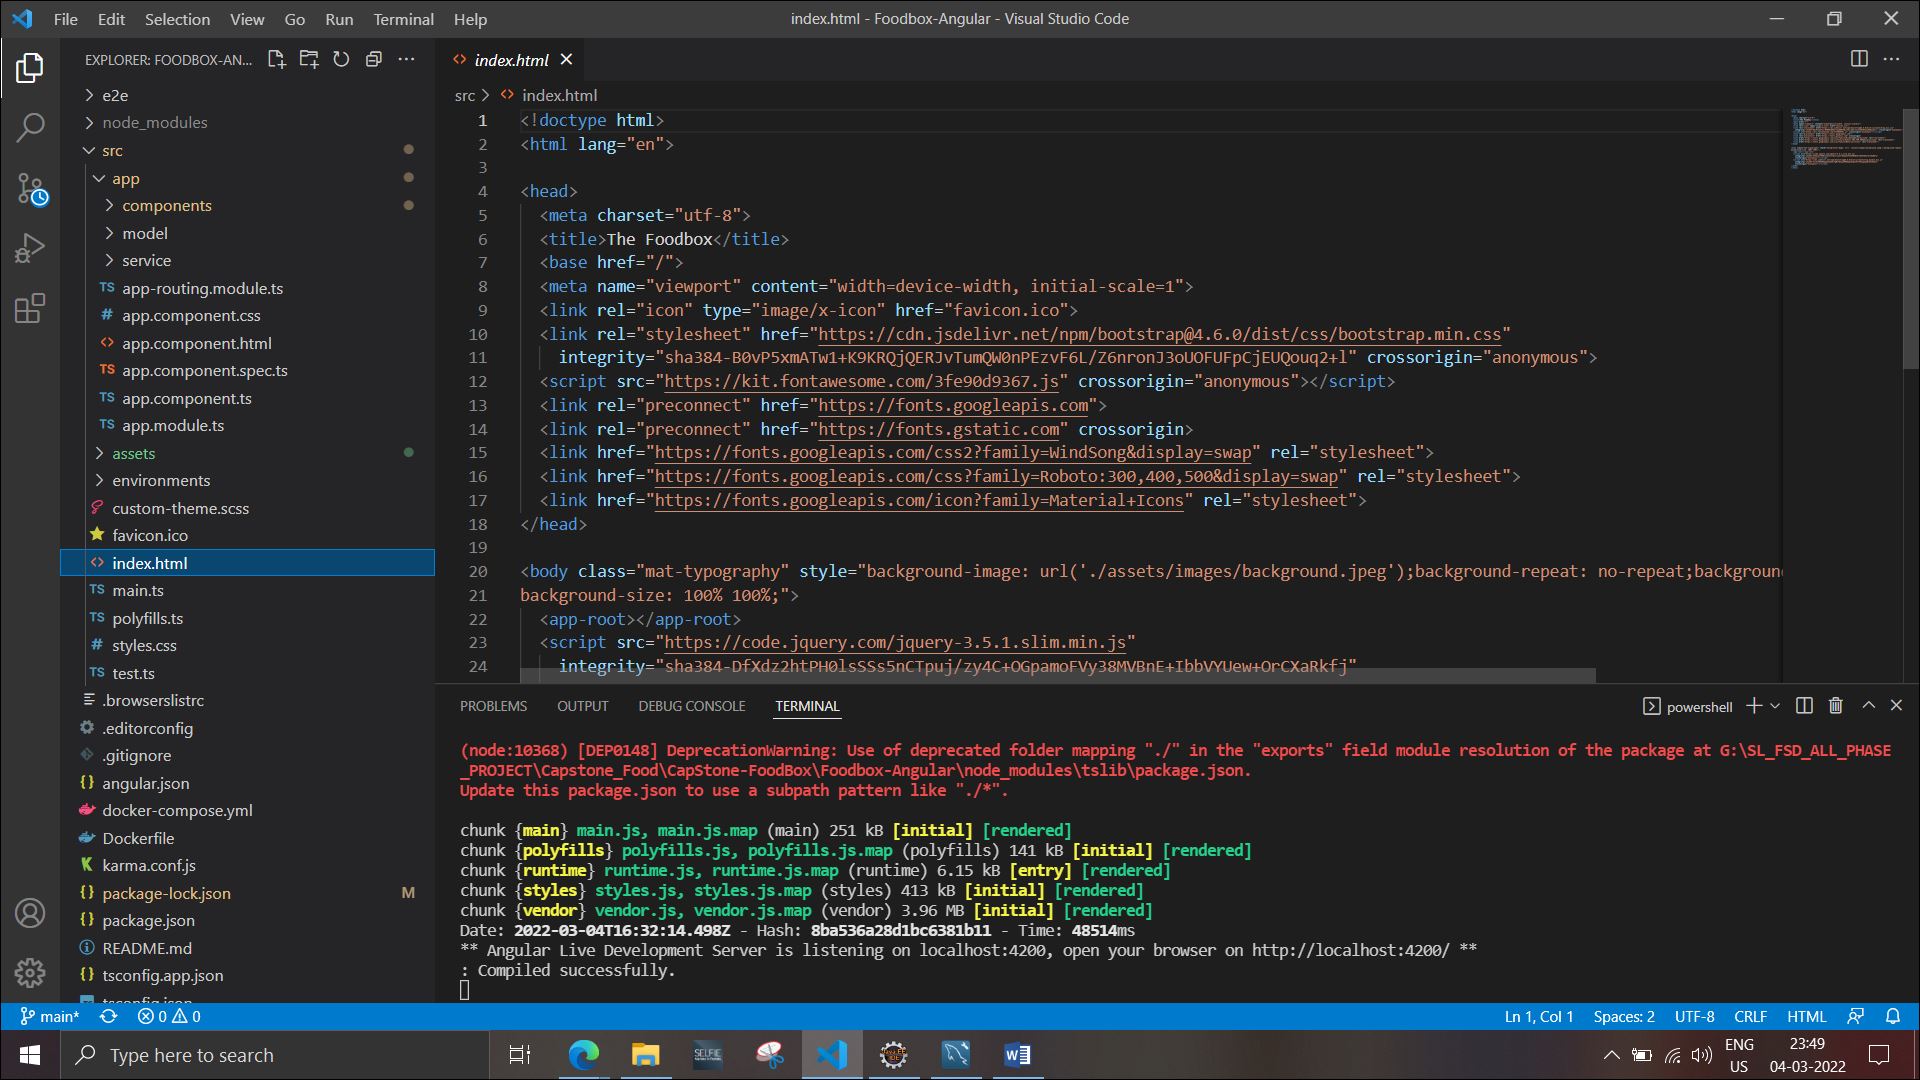 File Edit Selection View Go Run Terminal Help
index.html - Foodbox-Angular - Visual Studio Code
EXPLORER: FOODBOX-AN...
e2e
node_modules
src
app
components
model
service
TS app-routing.module.ts
# app.component.css
<> app.component.html
TS app.component.spec.ts
TS app.component.ts
TS app.module.ts
assets
environments
custom-theme.scss
favicon.ico
<> index.html
TS main.ts
TS polyfills.ts
# styles.css
TS test.ts
.browserslistrc
.editorconfig
.gitignore
{} angular.json
docker-compose.yml
Dockerfile
K karma.conf.js
{} package-lock.json M
{} package.json
README.md
{} tsconfig.app.json
tsconfig.json
<> index.html
src > <> index.html
1 <!doctype html>
2 <html lang="en">
3
4 <head>
5 <meta charset="utf-8">
6 <title>The Foodbox</title>
7 <base href="/">
8 <meta name="viewport" content="width=device-width, initial-scale=1">
9 <link rel="icon" type="image/x-icon" href="favicon.ico">
10 <link rel="stylesheet" href="https://cdn.jsdelivr.net/npm/bootstrap@4.6.0/dist/css/bootstrap.min.css"
11 integrity="sha384-B0vP5xmATw1+K9KRQjQERJvTumQW0nPEzvF6L/Z6nronJ3oUOFUFpCjEUQouq2+l" crossorigin="anonymous">
12 <script src="https://kit.fontawesome.com/3fe90d9367.js" crossorigin="anonymous"></script>
13 <link rel="preconnect" href="https://fonts.googleapis.com">
14 <link rel="preconnect" href="https://fonts.gstatic.com" crossorigin>
15 <link href="https://fonts.googleapis.com/css2?family=WindSong&display=swap" rel="stylesheet">
16 <link href="https://fonts.googleapis.com/css?family=Roboto:300,400,500&display=swap" rel="stylesheet">
17 <link href="https://fonts.googleapis.com/icon?family=Material+Icons" rel="stylesheet">
18 </head>
19
20 <body class="mat-typography" style="background-image: url('./assets/images/background.jpeg');background-repeat: no-repeat;backgroun
21 background-size: 100% 100%;">
22 <app-root></app-root>
23 <script src="https://code.jquery.com/jquery-3.5.1.slim.min.js"
24 integrity="sha384-DfXdz2htPH0lsSSs5nCTpuj/zy4C+OGpamoFVy38MVBnE+IbbVYUew+OrCXaRkfj"
PROBLEMS OUTPUT DEBUG CONSOLE TERMINAL
powershell
(node:10368) [DEP0148] DeprecationWarning: Use of deprecated folder mapping "./" in the "exports" field module resolution of the package at G:\SL_FSD_ALL_PHASE
_PROJECT\Capstone_Food\CapStone-FoodBox\Foodbox-Angular\node_modules\tslib\package.json.
Update this package.json to use a subpath pattern like "./*".
chunk {main} main.js, main.js.map (main) 251 kB [initial] [rendered]
chunk {polyfills} polyfills.js, polyfills.js.map (polyfills) 141 kB [initial] [rendered]
chunk {runtime} runtime.js, runtime.js.map (runtime) 6.15 kB [entry] [rendered]
chunk {styles} styles.js, styles.js.map (styles) 413 kB [initial] [rendered]
chunk {vendor} vendor.js, vendor.js.map (vendor) 3.96 MB [initial] [rendered]
Date: 2022-03-04T16:32:14.498Z - Hash: 8ba536a28d1bc6381b11 - Time: 48514ms
** Angular Live Development Server is listening on localhost:4200, open your browser on http://localhost:4200/ **
: Compiled successfully.
main* 0 0
Ln 1, Col 1 Spaces: 2 UTF-8 CRLF HTML
Type here to search
SELFIE
ENG
US
23:49
04-03-2022